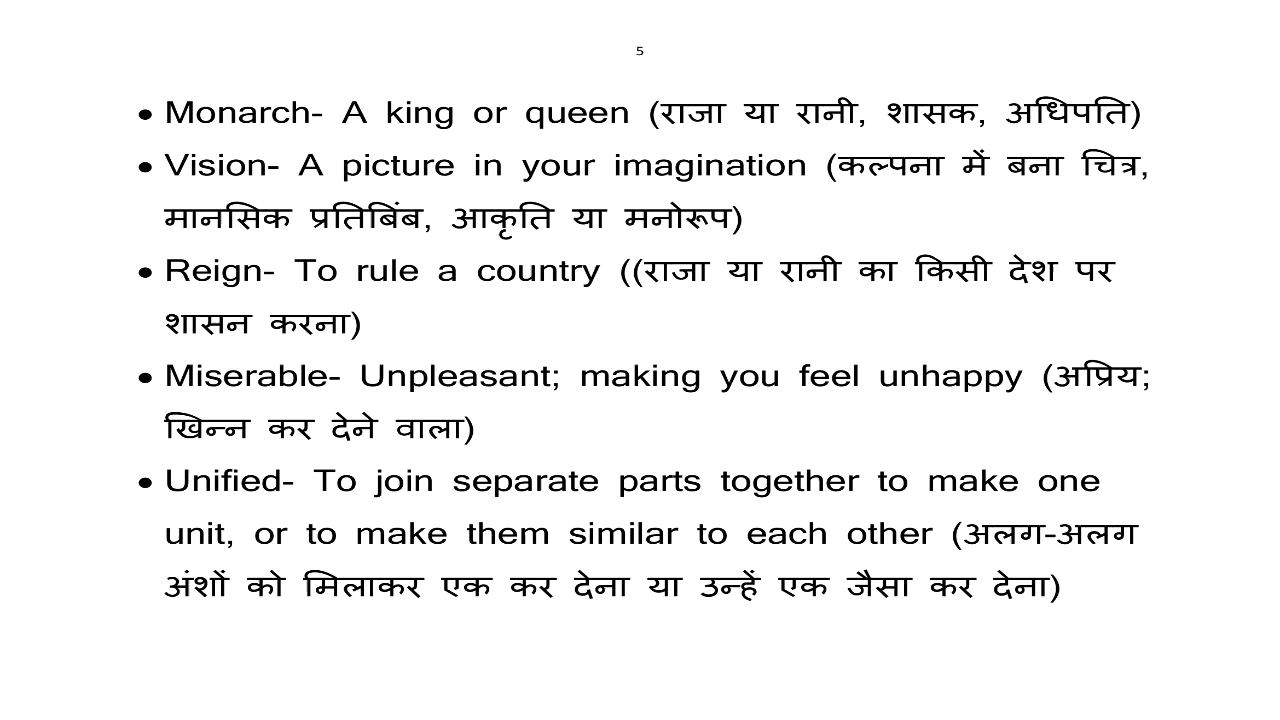 5
• Monarch- A king or queen (राजा या रानी, शासक, अधिपति)
• Vision- A picture in your imagination (कल्पना में बना चित्र,
मानसिक प्रतिबिंब, आकृति या मनोरूप)
• Reign- To rule a country ((राजा या रानी का किसी देश पर
शासन करना)
• Miserable- Unpleasant; making you feel unhappy (अप्रिय;
खिन्न कर देने वाला)
• Unified- To join separate parts together to make one
unit, or to make them similar to each other (अलग-अलग
अंशों को मिलाकर एक कर देना या उन्हें एक जैसा कर देना)